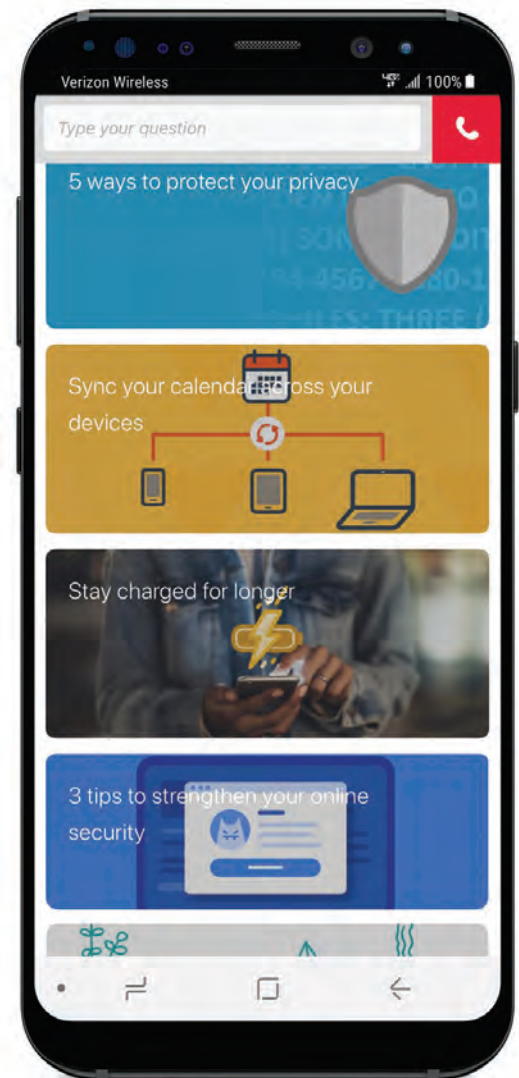 Verizon Wireless
4G 100%
Type your question
5 ways to protect your privacy
Sync your calendar across your
devices
Stay charged for longer
3 tips to strengthen your online
security